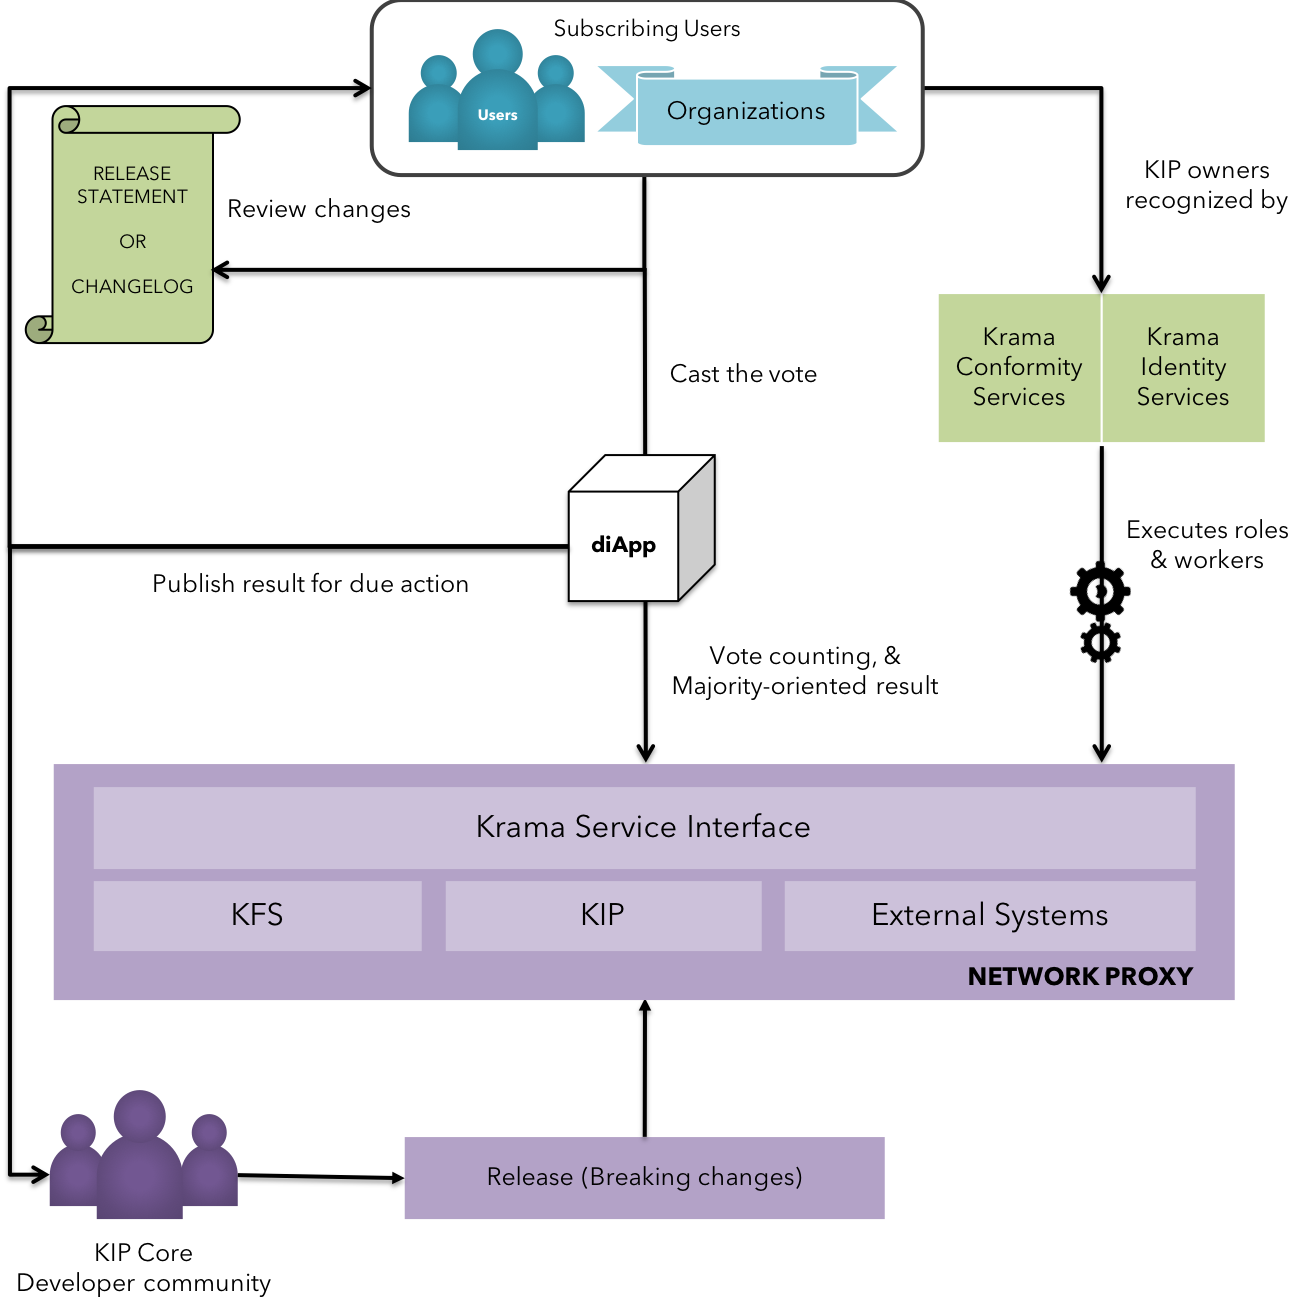 Subscribing Users
Users
Organizations
RELEASE
STATEMENT
OR
CHANGELOG
Review changes
KIP owners
recognized by
Krama
Conformity
Services
Krama
Identity
Services
Cast the vote
diApp
Executes roles
& workers
Publish result for due action
Vote counting, &
Majority-oriented result
Krama Service Interface
KFS
KIP
External Systems
NETWORK PROXY
Release (Breaking changes)
KIP Core
Developer community